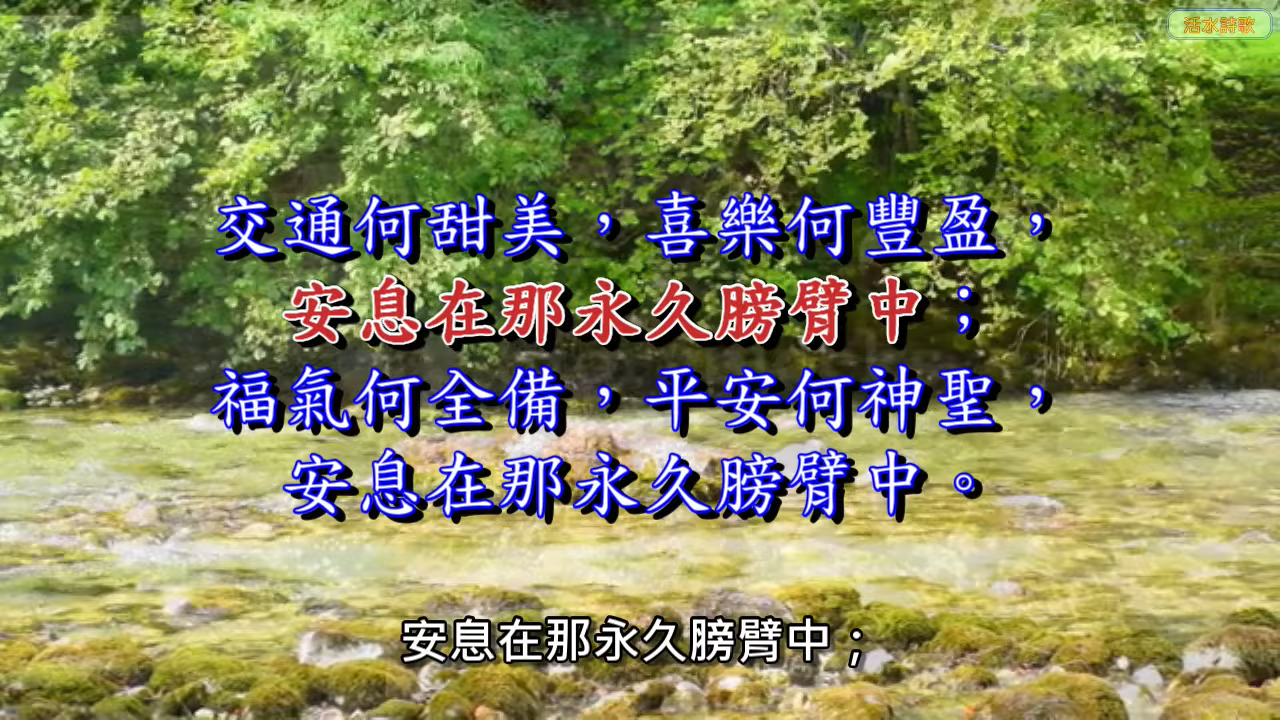 活水詩歌
交通何甜美，喜樂何豐盈，
安息在那永久膀臂中；
福氣何全備，平安何神聖，
安息在那永久膀臂中。
安息在那永久膀臂中；